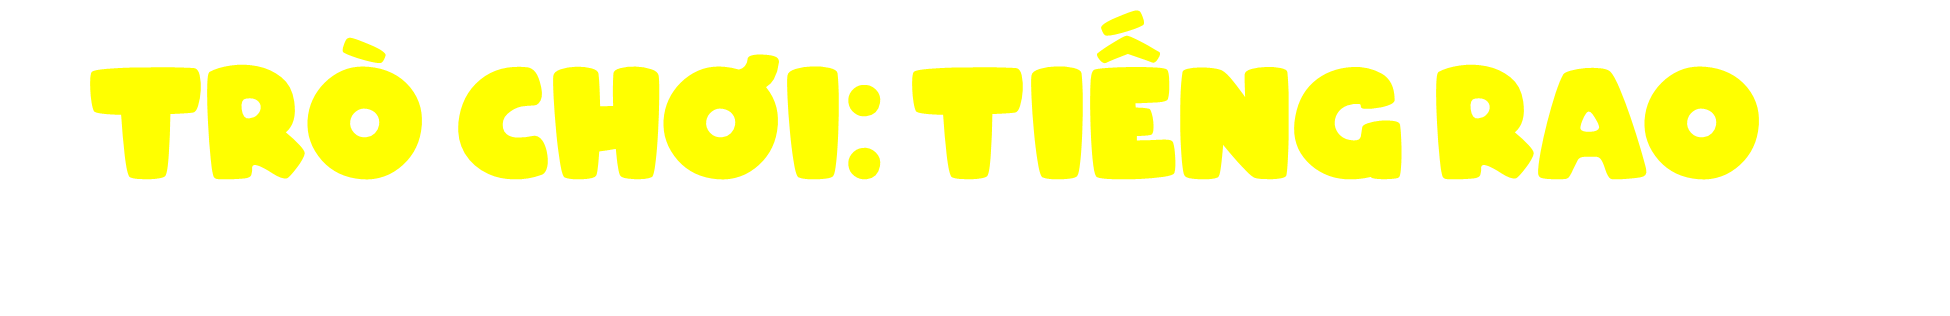 TRÒ CHƠI: TIẾNG RAO